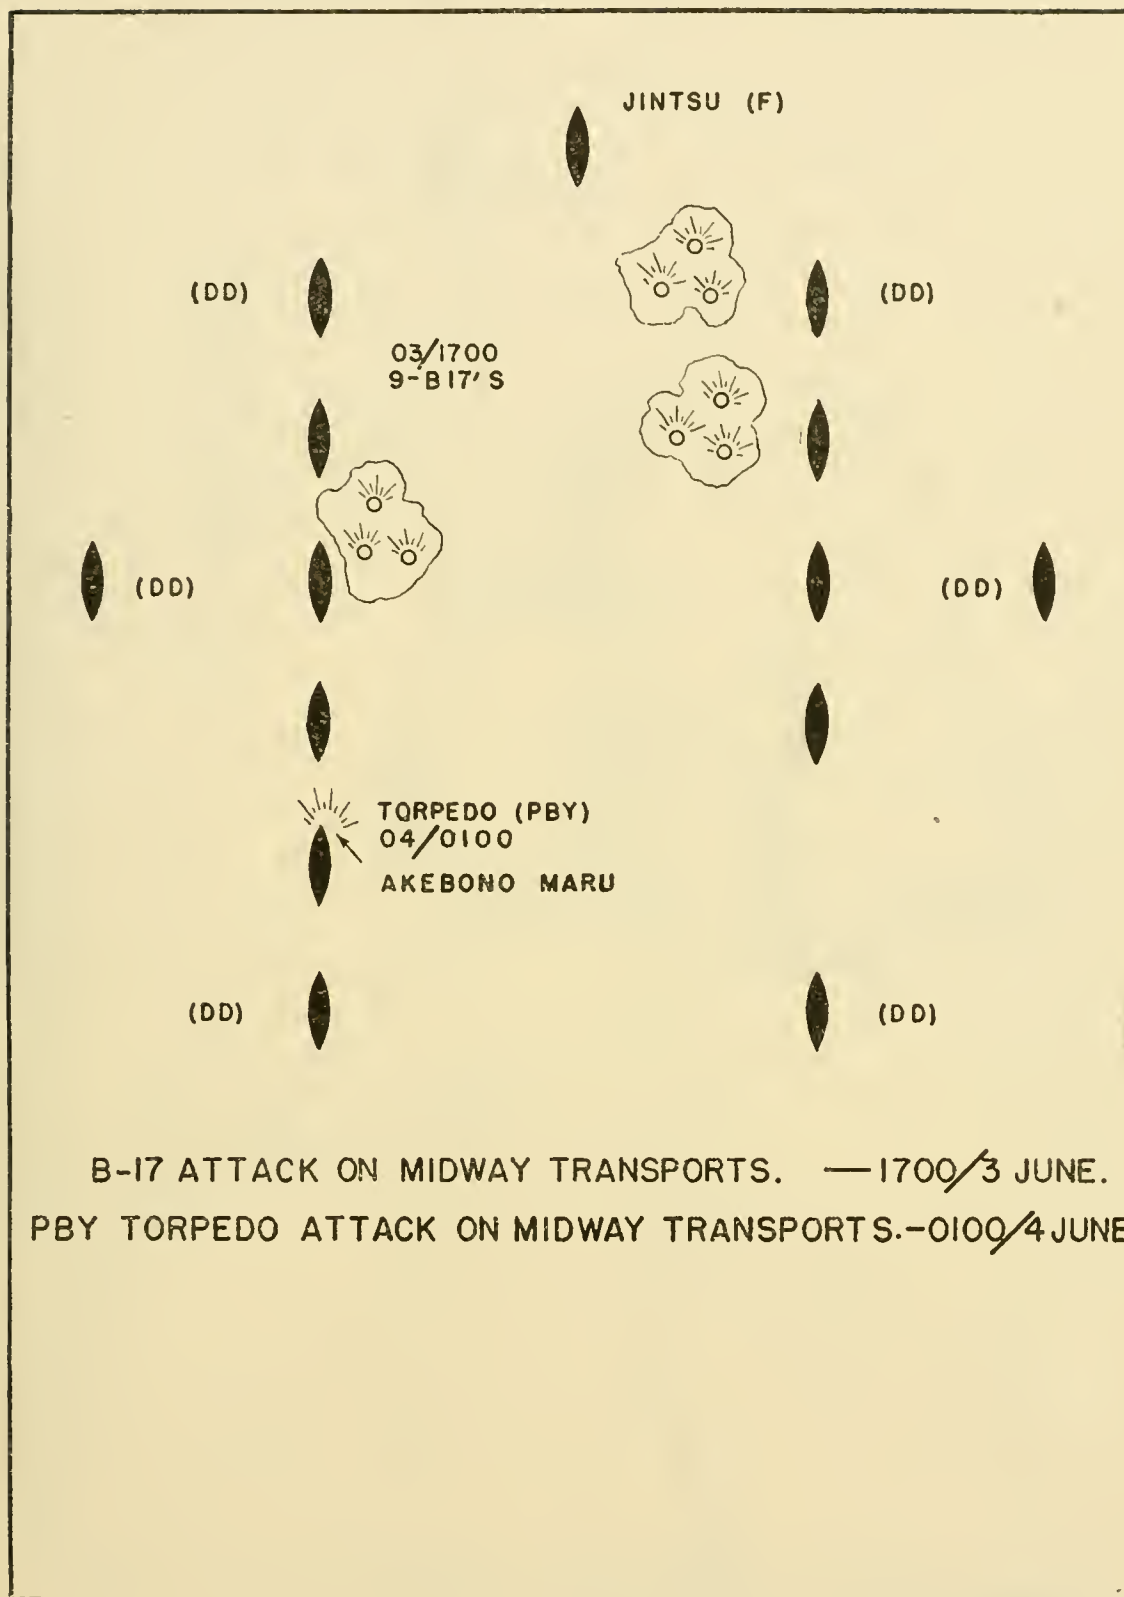 JINTSU (F)
(DD)
(DD)
03/1700
9-B17'S
(DD)
(DD)
TORPEDO (PBY)
04/0100
AKEBONO MARU
(DD)
(DD)
B-17 ATTACK ON MIDWAY TRANSPORTS. — 1700/3 JUNE.
PBY TORPEDO ATTACK ON MIDWAY TRANSPORTS.-0100/4 JUNE